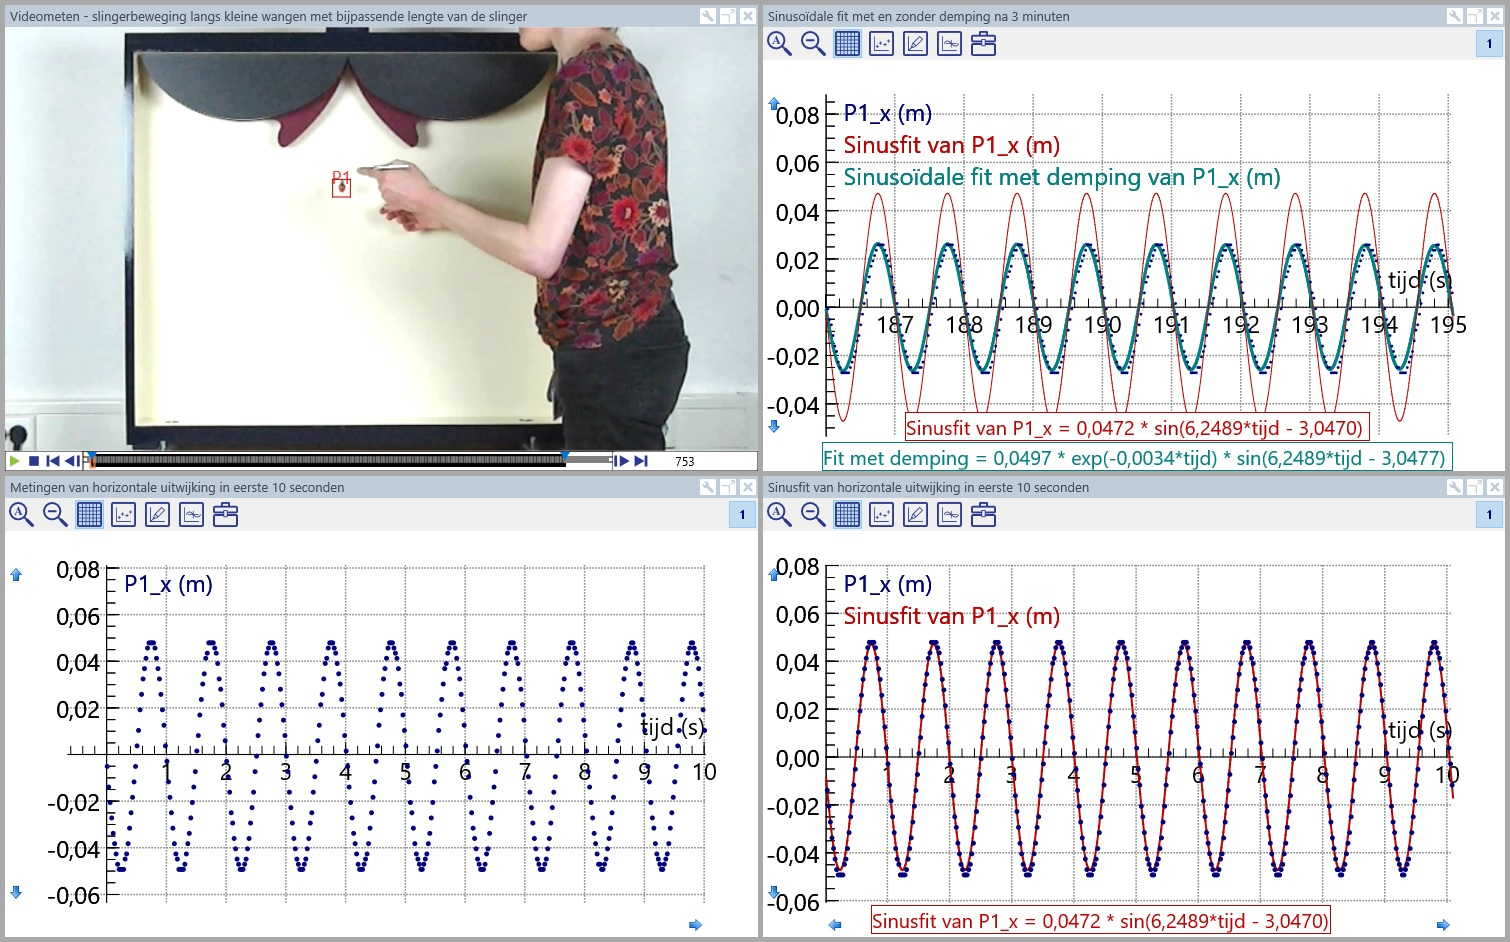 Videometen - slingerbeweging langs kleine wangen met bijpassende lengte van de slinger
P1
753
Sinusoïdale fit met en zonder demping na 3 minuten
1
P1_x (m)
Sinusfit van P1_x (m)
Sinusoïdale fit met demping van P1_x (m)
0,08
0,06
0,04
0,02
0,00
-0,02
-0,04
tijd (s)
187 188 189 190 191 192 193 194 195
Sinusfit van P1_x = 0,0472 * sin(6,2489*tijd - 3,0470)
Fit met demping = 0,0497 * exp(-0,0034*tijd) * sin(6,2489*tijd - 3,0477)
Metingen van horizontale uitwijking in eerste 10 seconden
1
P1_x (m)
0,08
0,06
0,04
0,02
0,00
-0,02
-0,04
-0,06
tijd (s)
1 2 3 4 5 6 7 8 9 10
Sinusfit van horizontale uitwijking in eerste 10 seconden
1
P1_x (m)
Sinusfit van P1_x (m)
0,08
0,06
0,04
0,02
0,00
-0,02
-0,04
-0,06
tijd (s)
1 2 3 4 5 6 7 8 9 10
Sinusfit van P1_x = 0,0472 * sin(6,2489*tijd - 3,0470)